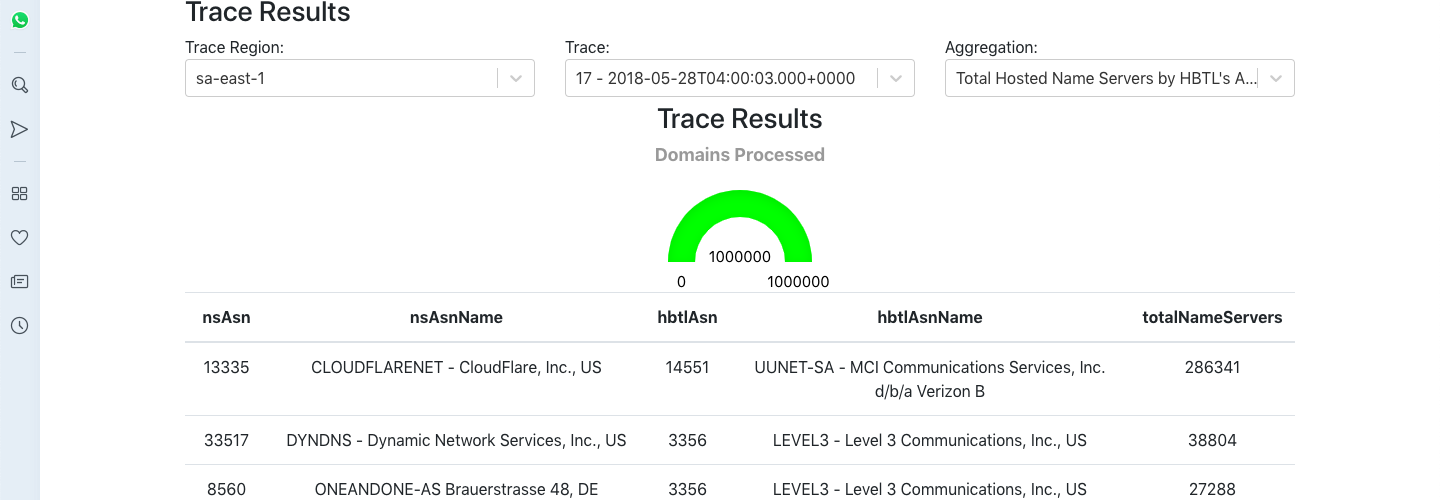 Trace Results
Trace Region: Trace: Aggregation:
sa-east-1 17 - 2018-05-28T04:00:03.000+0000 Total Hosted Name Servers by HBTL's A...
Trace Results
Domains Processed
1000000
0 1000000
nsAsn nsAsnName hbtlAsn hbtlAsnName totalNameServers
13335 CLOUDFLARENET - CloudFlare, Inc., US 14551 UUNET-SA - MCI Communications Services, Inc. 286341
d/b/a Verizon B
33517 DYNDNS - Dynamic Network Services, Inc., US 3356 LEVEL3 - Level 3 Communications, Inc., US 38804
8560 ONEANDONE-AS Brauerstrasse 48, DE 3356 LEVEL3 - Level 3 Communications, Inc., US 27288